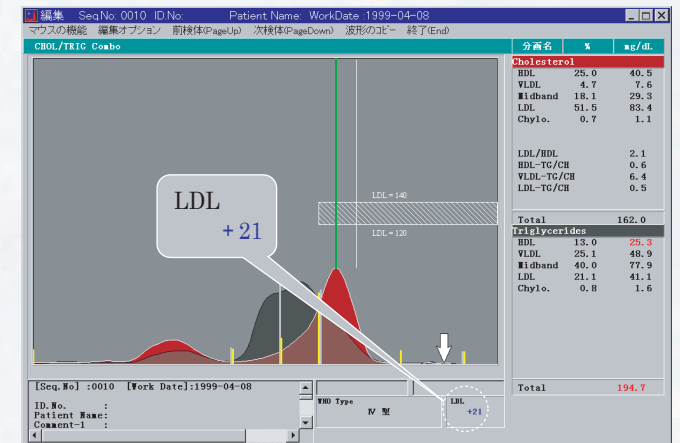 編集 Seq.No: 0010 ID.No: Patient Name: WorkDate :1999-04-08
マウスの機能 編集オプション 前検体(PageUp) 次検体(PageDown) 波形のコピー 終了(End)
CHOL/TRIG Combo
分画名 % mg/dL
Cholesterol
HDL 25.0 40.5
VLDL 4.7 7.6
Midband 18.1 29.3
LDL 51.5 83.4
Chylo. 0.7 1.1
LDL/HDL 2.1
HDL-TG/CH 0.6
VLDL-TG/CH 6.4
LDL-TG/CH 0.5
Total 162.0
Triglycerides
HDL 13.0 25.3
VLDL 25.1 48.9
Midband 40.0 77.9
LDL 21.1 41.1
Chylo. 0.8 1.6
Total 194.7
LDL=140
LDL=120
LDL
+21
[Seq.No] :0010 [Work Date]:1999-04-08
ID.No. :
Patient Name:
Comment-1 :
WHO Type
Ⅳ 型
LDL
+21